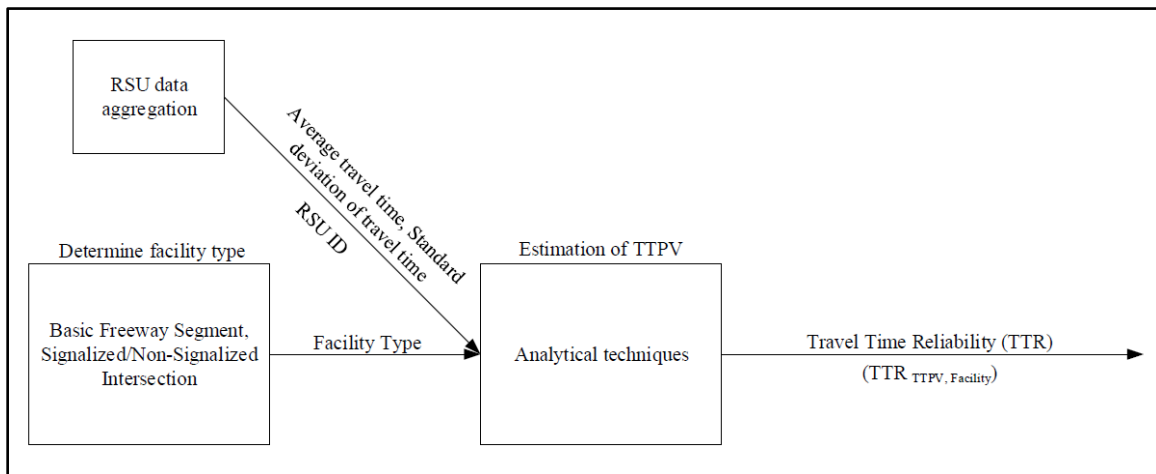 RSU data
aggregation
Average travel time, Standard
deviation of travel time
RSU ID
Determine facility type
Basic Freeway Segment,
Signalized/Non-Signalized
Intersection
Facility Type
Estimation of TTPV
Analytical techniques
Travel Time Reliability (TTR)
(TTR TTPV, Facility)